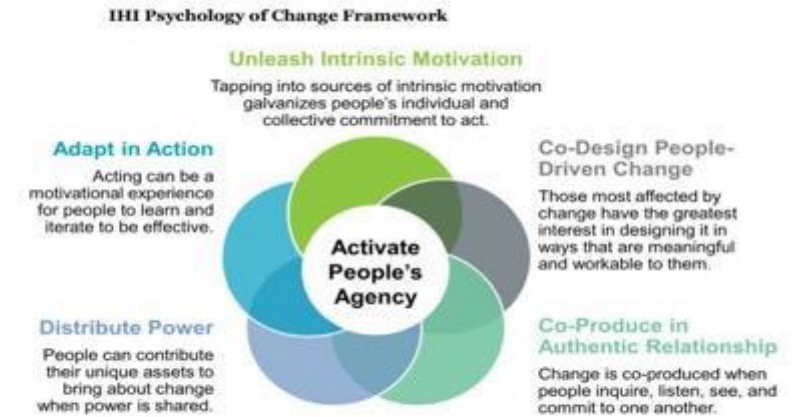 IHI Psychology of Change Framework
Unleash Intrinsic Motivation
Tapping into sources of intrinsic motivation
galvanizes people's individual and
collective commitment to act.
Adapt in Action
Acting can be a
motivational experience
for people to learn and
iterate to be effective.
Co-Design People-
Driven Change
Those most affected by
change have the greatest
interest in designing it in
ways that are meaningful
and workable to them.
Activate
People's
Agency
Distribute Power
People can contribute
their unique assets to
bring about change
when power is shared.
Co-Produce in
Authentic Relationship
Change is co-produced when
people inquire, listen, see, and
commit to one another.